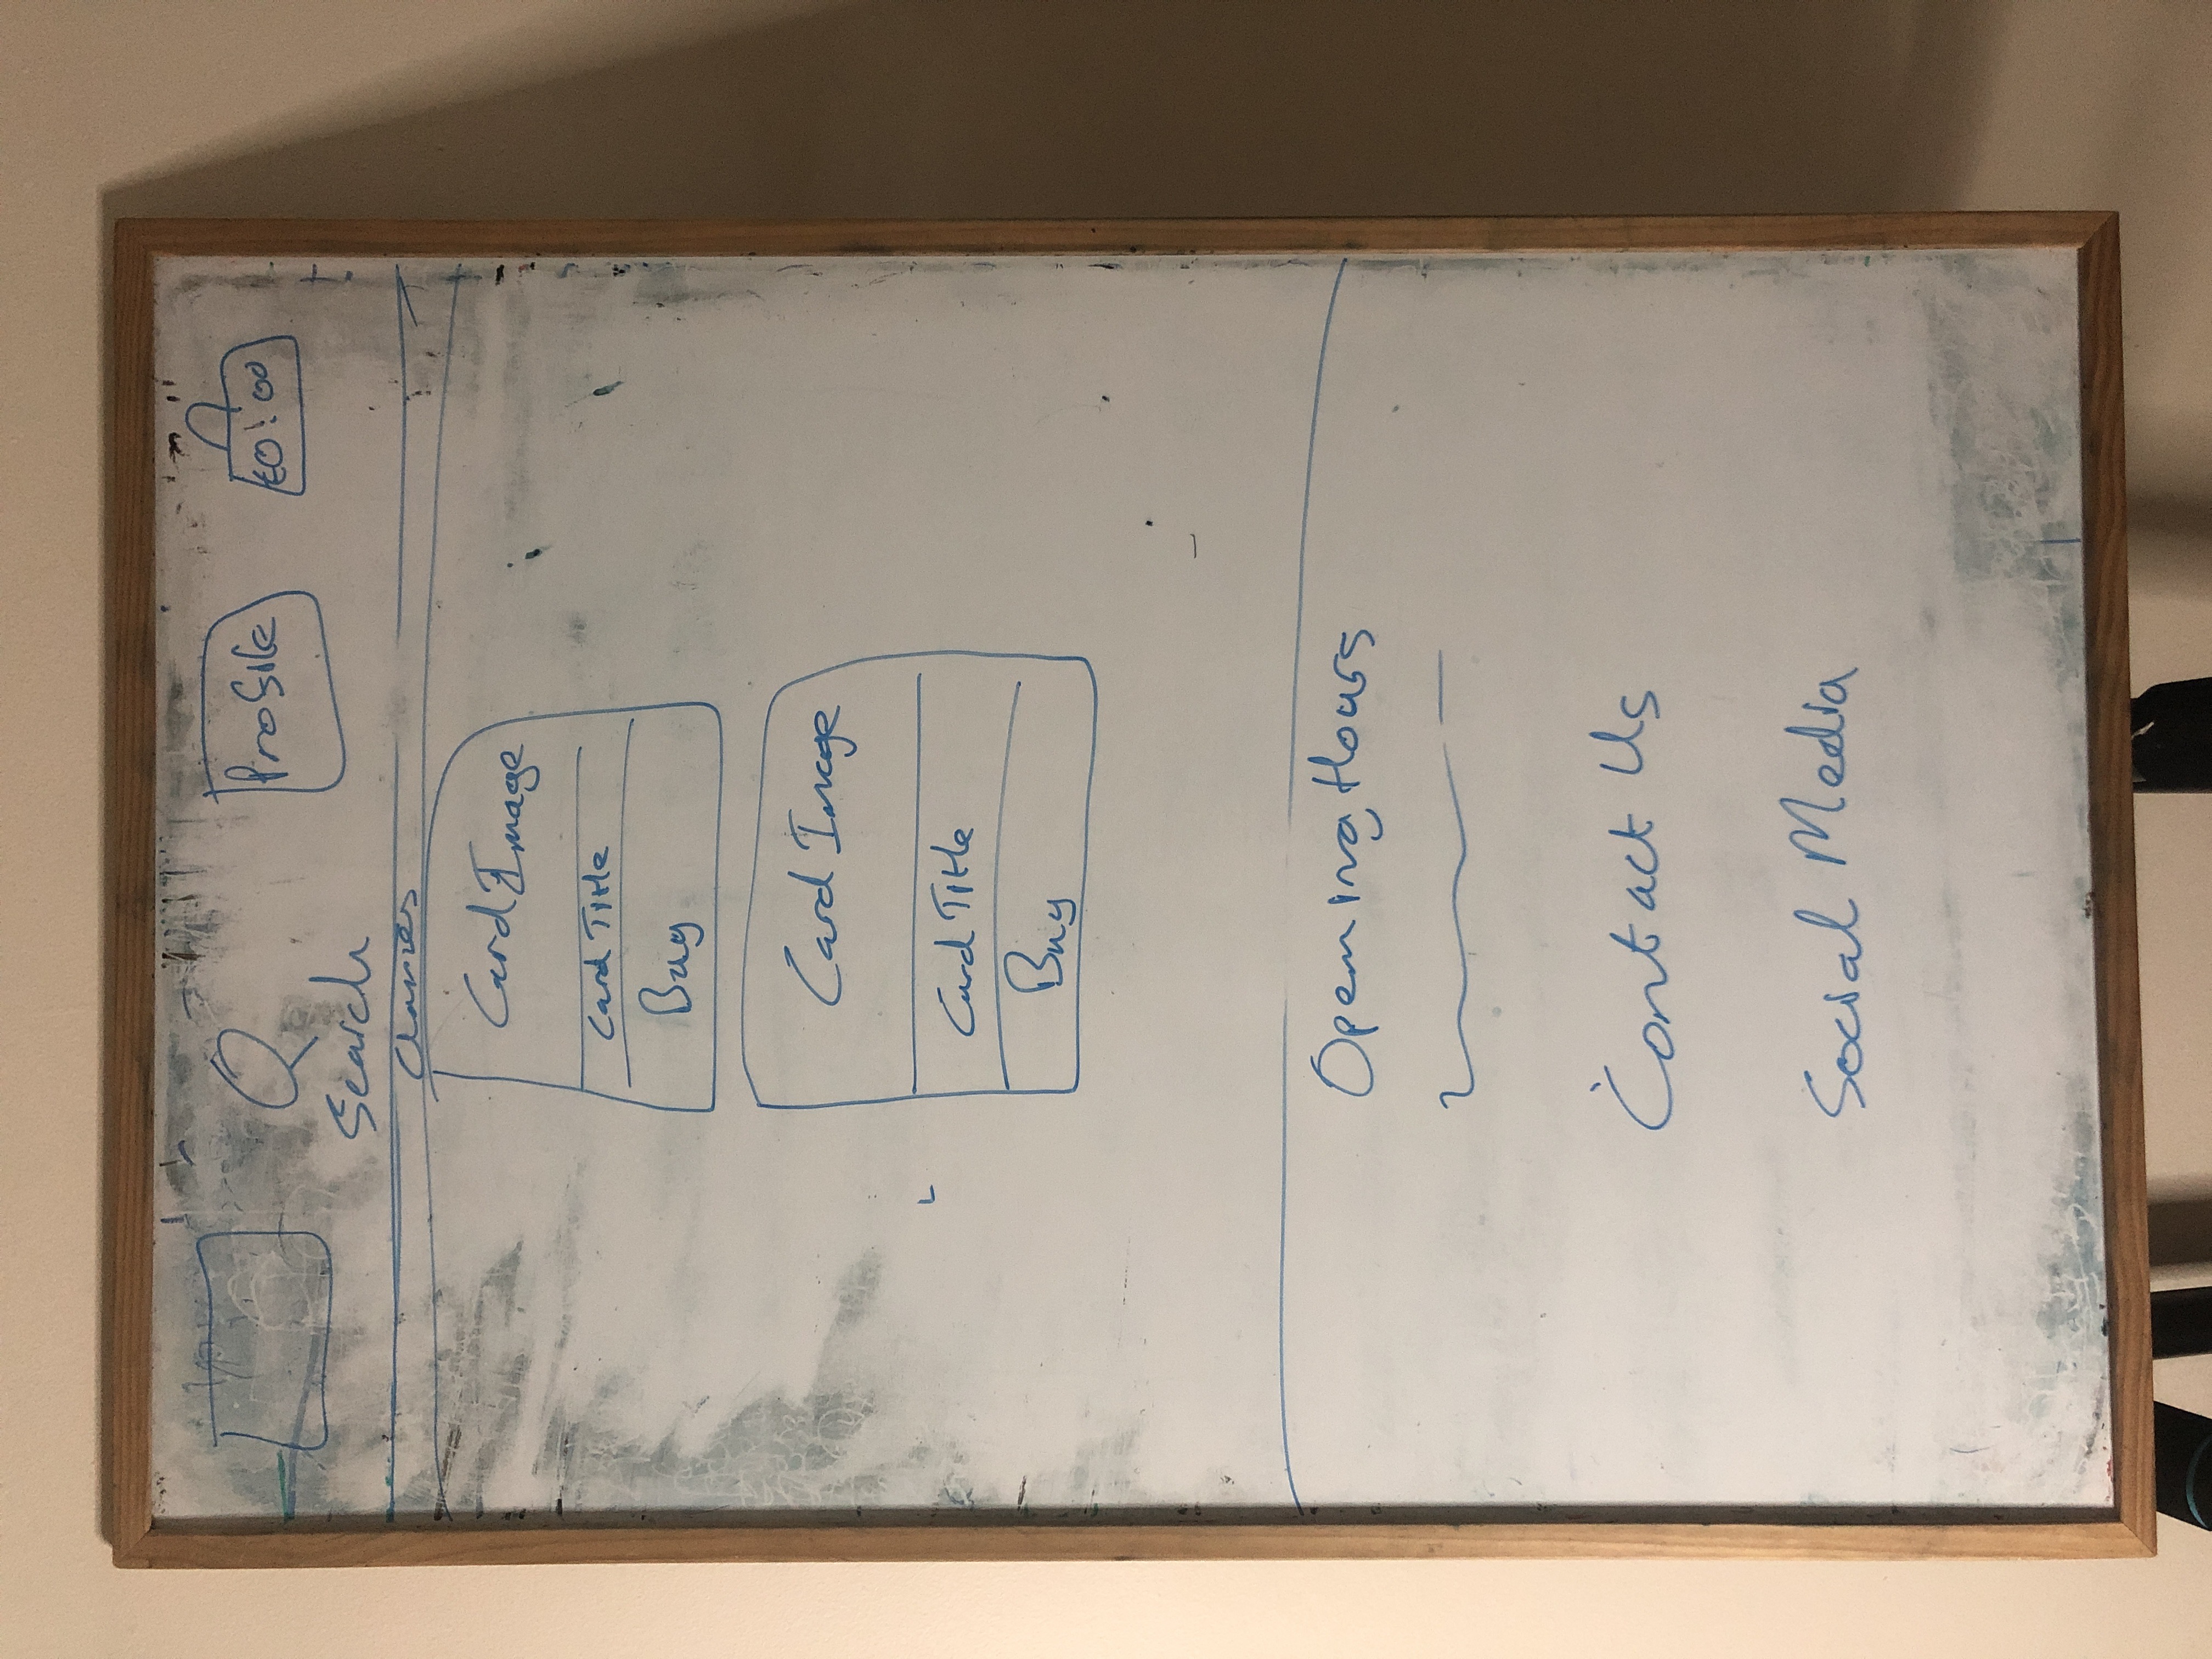 Profile
£0.00
Search
Classes
Card Image
Card Title
Buy
Card Image
Card Title
Buy
Opening Hours
Contact Us
Social Media